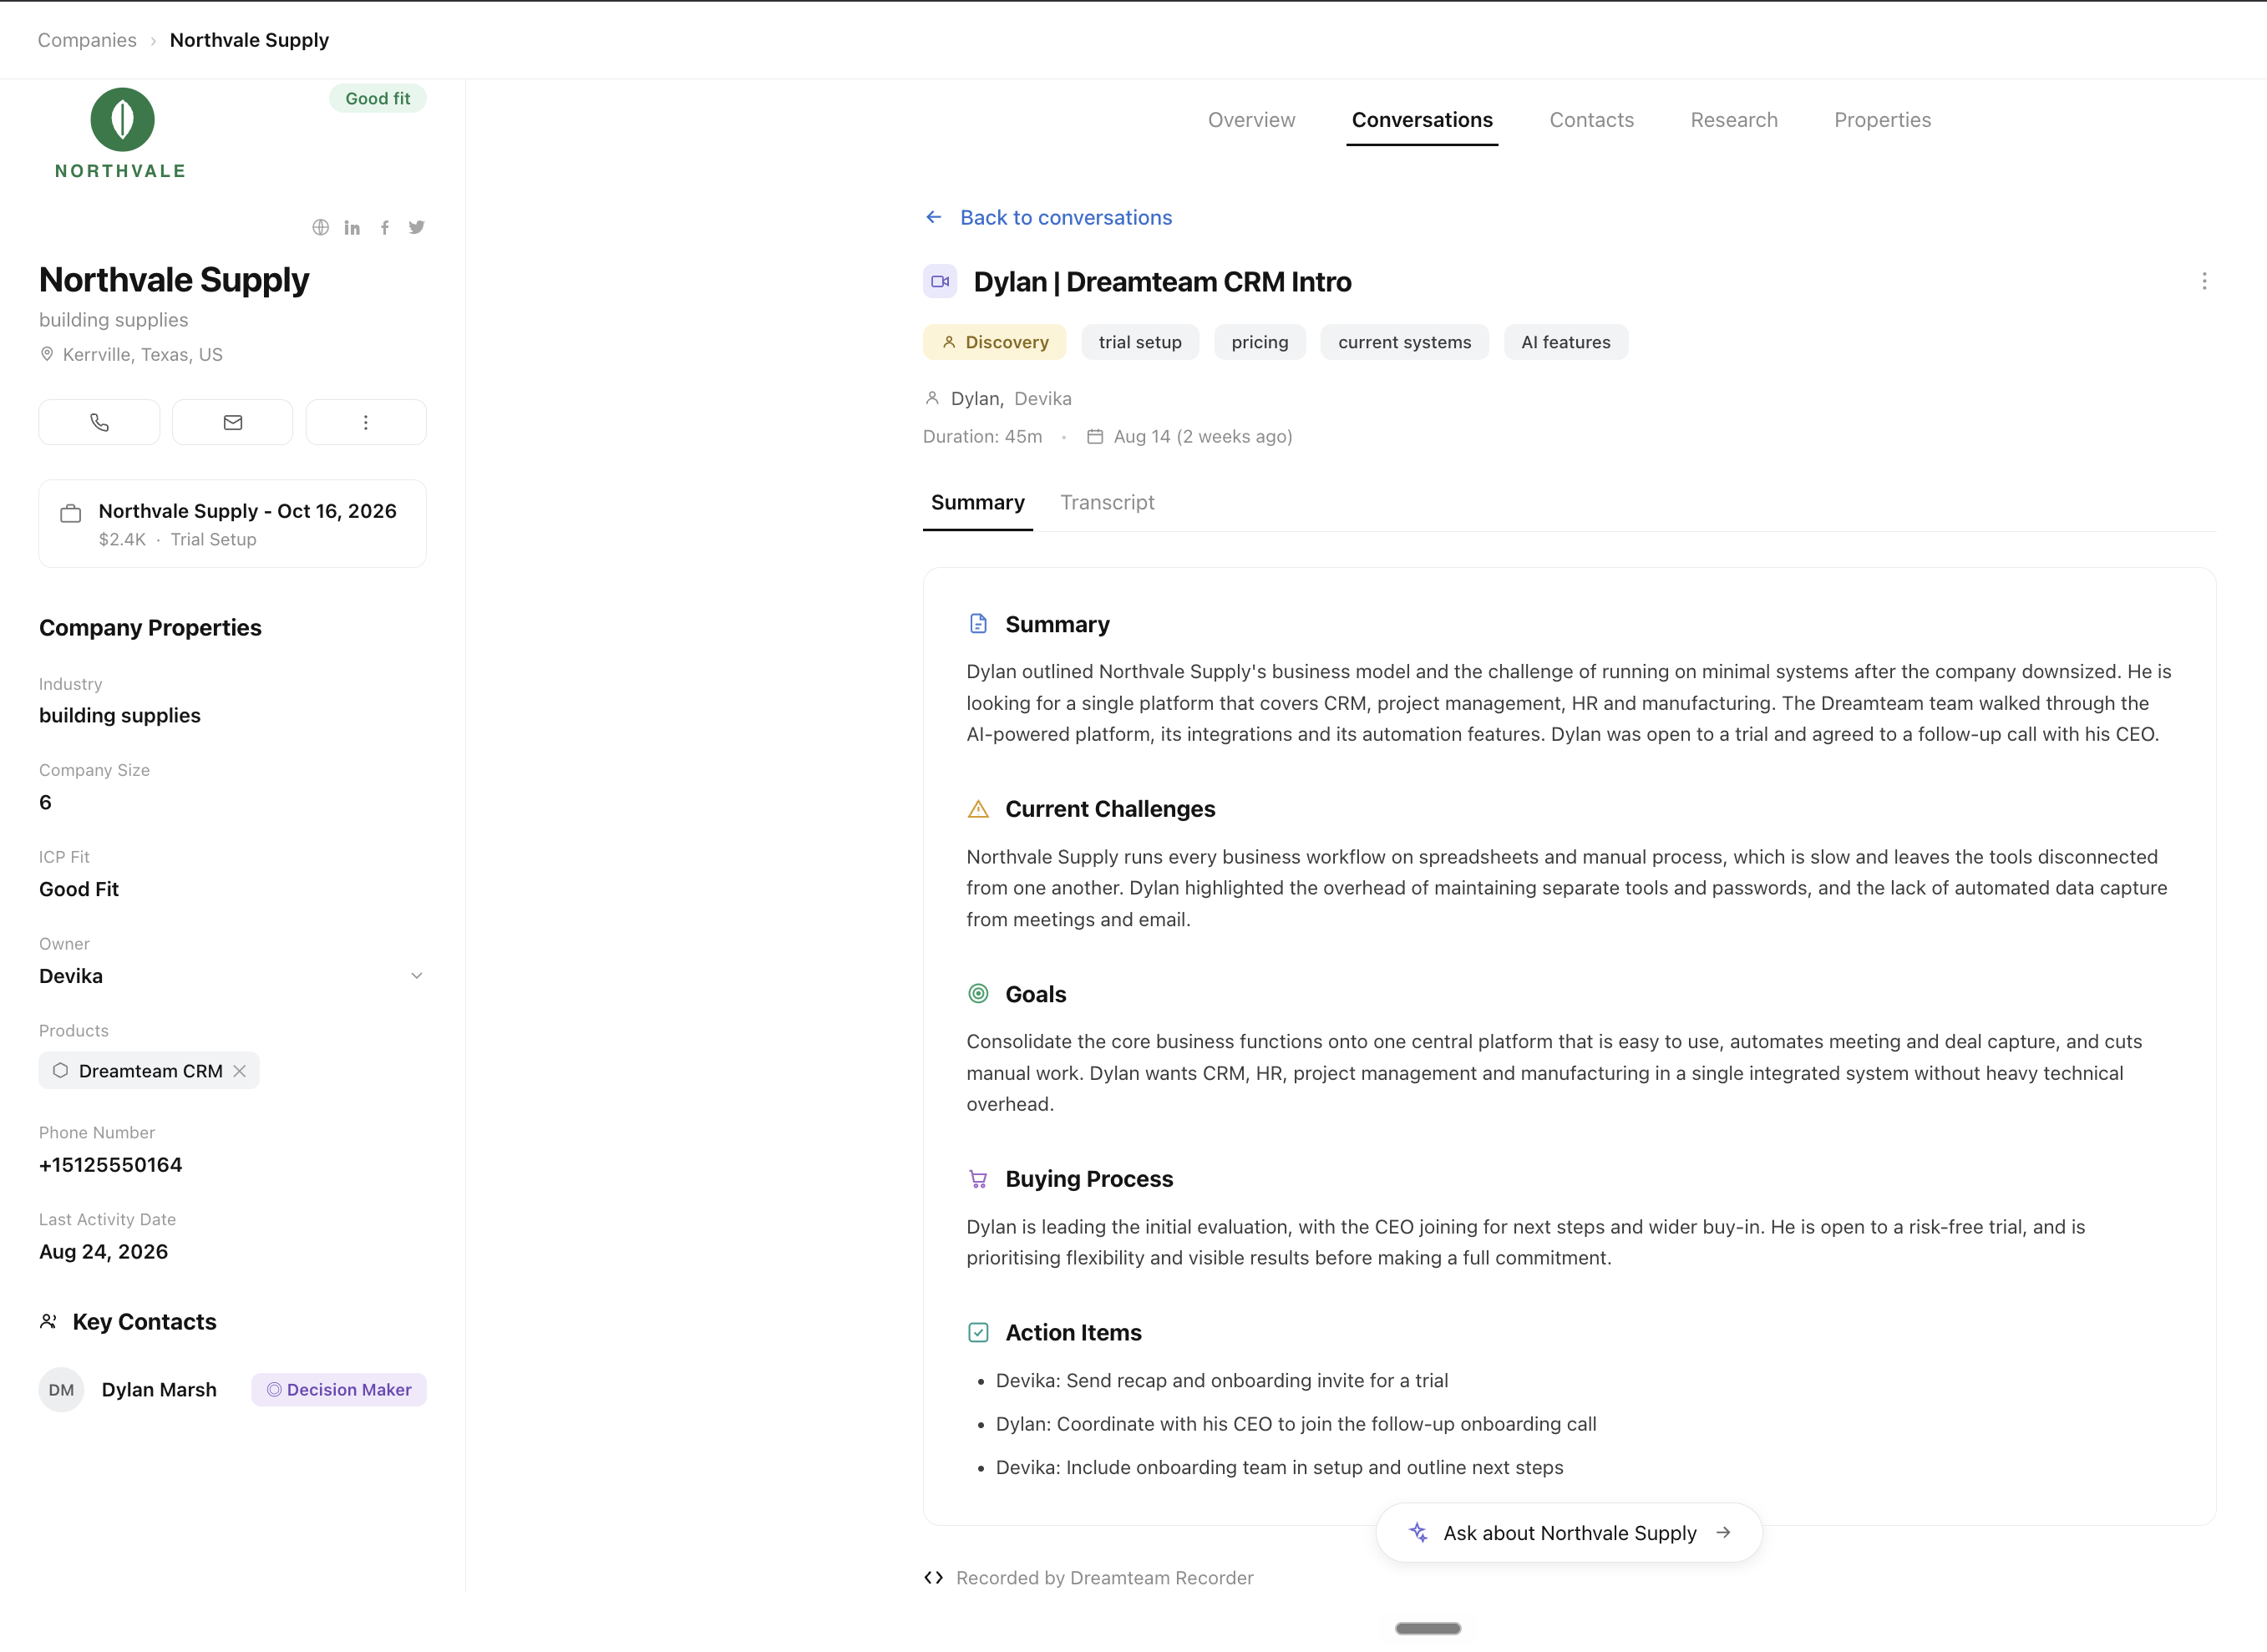 Companies › Northvale Supply
NORTHVALE
Good fit
Northvale Supply
building supplies
Kerrville, Texas, US
Northvale Supply - Oct 16, 2026
$2.4K · Trial Setup
Company Properties
Industry
building supplies
Company Size
6
ICP Fit
Good Fit
Owner
Devika
Products
Dreamteam CRM
Phone Number
+15125550164
Last Activity Date
Aug 24, 2026
Key Contacts
DM Dylan Marsh Decision Maker
Overview Conversations Contacts Research Properties
Back to conversations
Dylan | Dreamteam CRM Intro
Discovery trial setup pricing current systems AI features
Dylan, Devika
Duration: 45m · Aug 14 (2 weeks ago)
Summary Transcript
Summary
Dylan outlined Northvale Supply's business model and the challenge of running on minimal systems after the company downsized. He is
looking for a single platform that covers CRM, project management, HR and manufacturing. The Dreamteam team walked through the
AI-powered platform, its integrations and its automation features. Dylan was open to a trial and agreed to a follow-up call with his CEO.
Current Challenges
Northvale Supply runs every business workflow on spreadsheets and manual process, which is slow and leaves the tools disconnected
from one another. Dylan highlighted the overhead of maintaining separate tools and passwords, and the lack of automated data capture
from meetings and email.
Goals
Consolidate the core business functions onto one central platform that is easy to use, automates meeting and deal capture, and cuts
manual work. Dylan wants CRM, HR, project management and manufacturing in a single integrated system without heavy technical
overhead.
Buying Process
Dylan is leading the initial evaluation, with the CEO joining for next steps and wider buy-in. He is open to a risk-free trial, and is
prioritising flexibility and visible results before making a full commitment.
Action Items
• Devika: Send recap and onboarding invite for a trial
• Dylan: Coordinate with his CEO to join the follow-up onboarding call
• Devika: Include onboarding team in setup and outline next steps
Ask about Northvale Supply
Recorded by Dreamteam Recorder